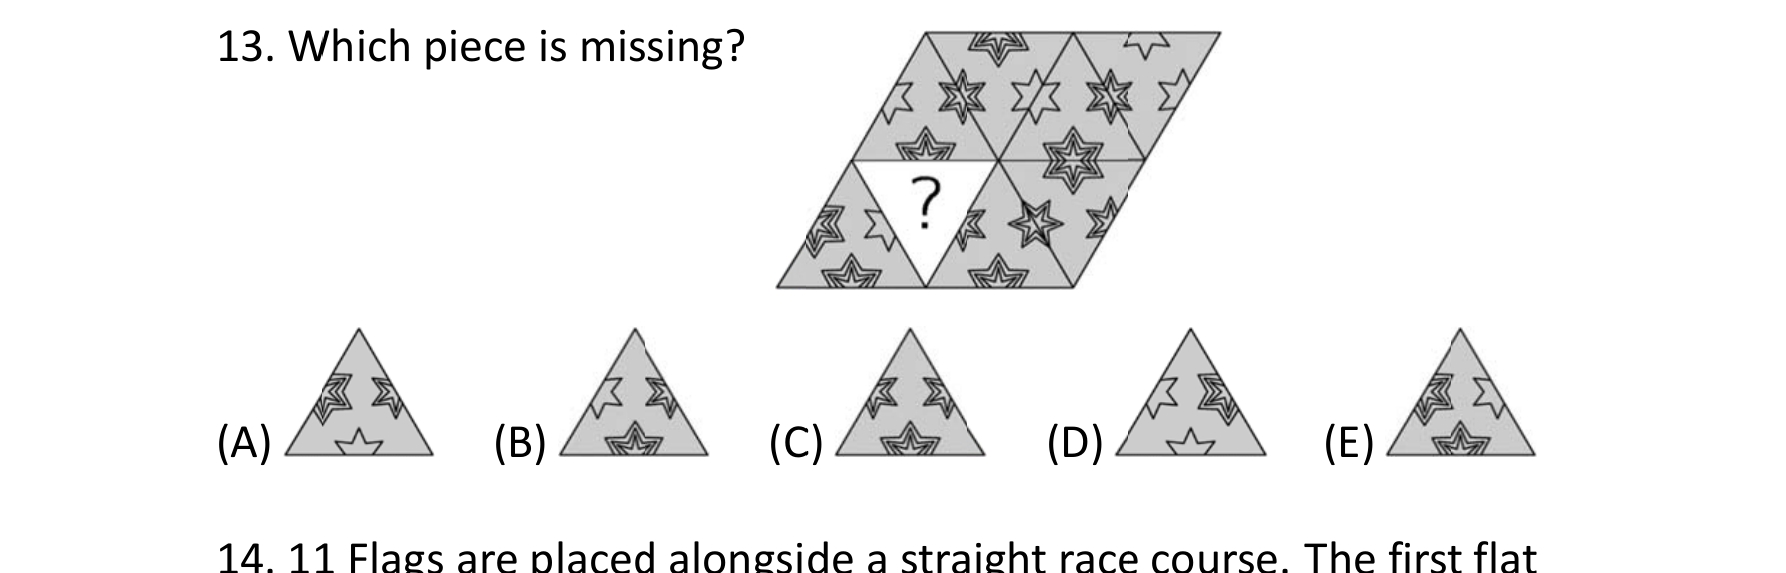 13. Which piece is missing?
?
(A) (B) (C) (D) (E)
14. 11 Flags are placed alongside a straight race course. The first flat